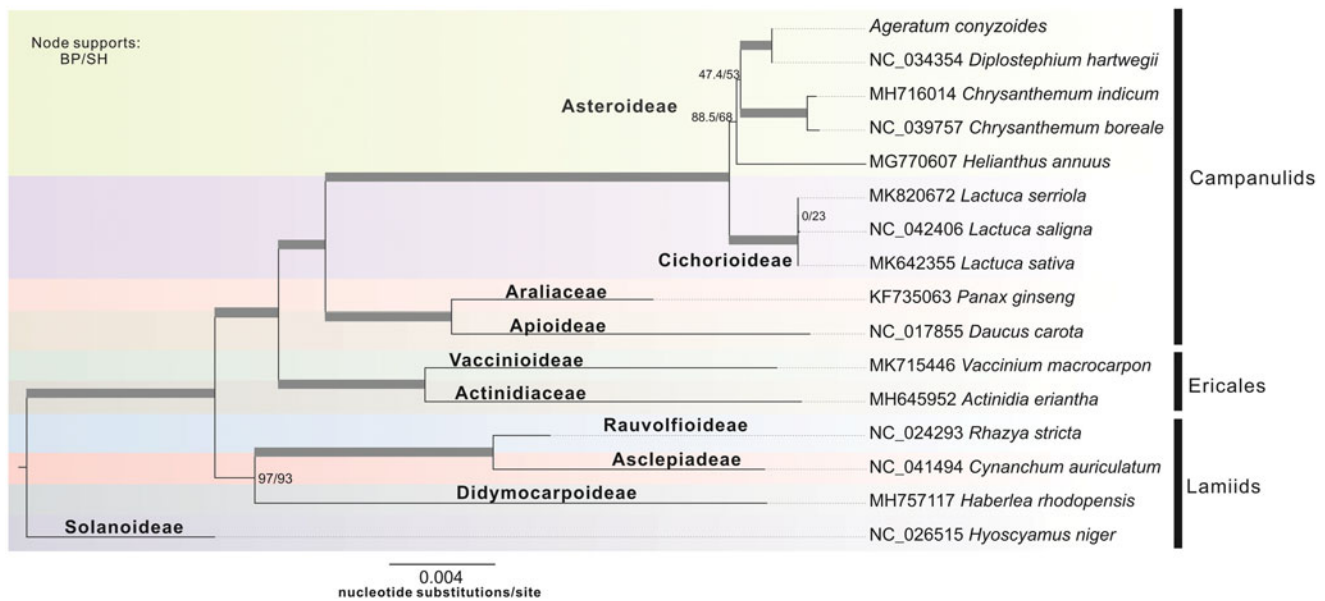 Node supports:
BP/SH
Ageratum conyzoides
NC_034354 Diplostephium hartwegii
47.4/53
MH716014 Chrysanthemum indicum
Asteroideae
88.5/68
NC_039757 Chrysanthemum boreale
MG770607 Helianthus annuus
Campanulids
MK820672 Lactuca serriola
0/23
NC_042406 Lactuca saligna
Cichorioideae
MK642355 Lactuca sativa
Araliaceae
KF735063 Panax ginseng
Apioideae
NC_017855 Daucus carota
Vaccinioideae
MK715446 Vaccinium macrocarpon
Ericales
Actinidiaceae
MH645952 Actinidia eriantha
Rauvolfioideae
NC_024293 Rhazya stricta
Asclepiadeae
NC_041494 Cynanchum auriculatum
97/93
Lamiids
Didymocarpoideae
MH757117 Haberlea rhodopensis
Solanoideae
NC_026515 Hyoscyamus niger
0.004
nucleotide substitutions/site